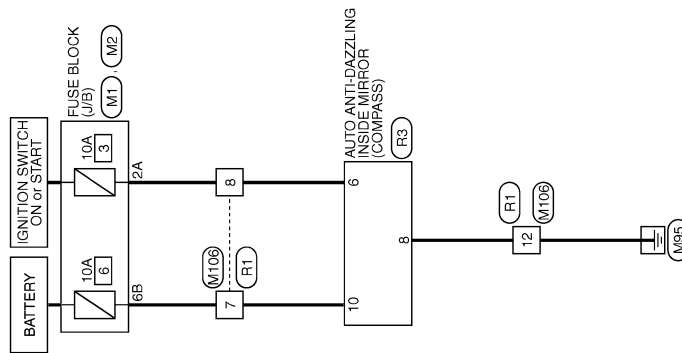 BATTERY
IGNITION SWITCH
ON or START
FUSE BLOCK
(J/B)
M1 , M2
10A
6
10A
3
6B
2A
M106
7
8
R1
10
6
AUTO ANTI-DAZZLING
INSIDE MIRROR
(COMPASS)
R3
8
R1
12
M106
M95